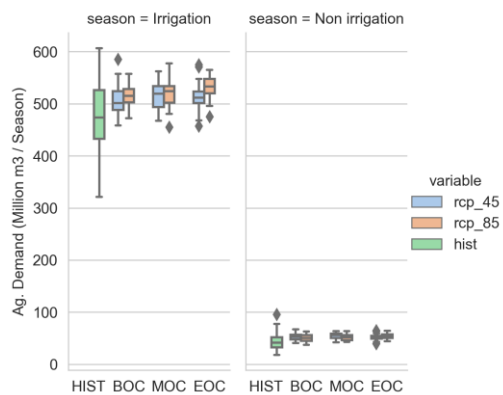 season = Irrigation
season = Non irrigation
Ag. Demand (Million m3 / Season)
600
500
400
300
200
100
0
HIST BOC MOC EOC
HIST BOC MOC EOC
variable
rcp_45
rcp_85
hist